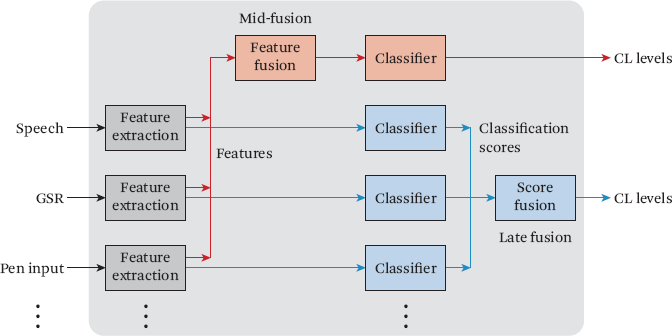 Mid-fusion
Feature
fusion
Classifier
CL levels
Speech
Feature
extraction
Classifier
Classification
scores
Features
GSR
Feature
extraction
Classifier
Score
fusion
CL levels
Late fusion
Pen input
Feature
extraction
Classifier